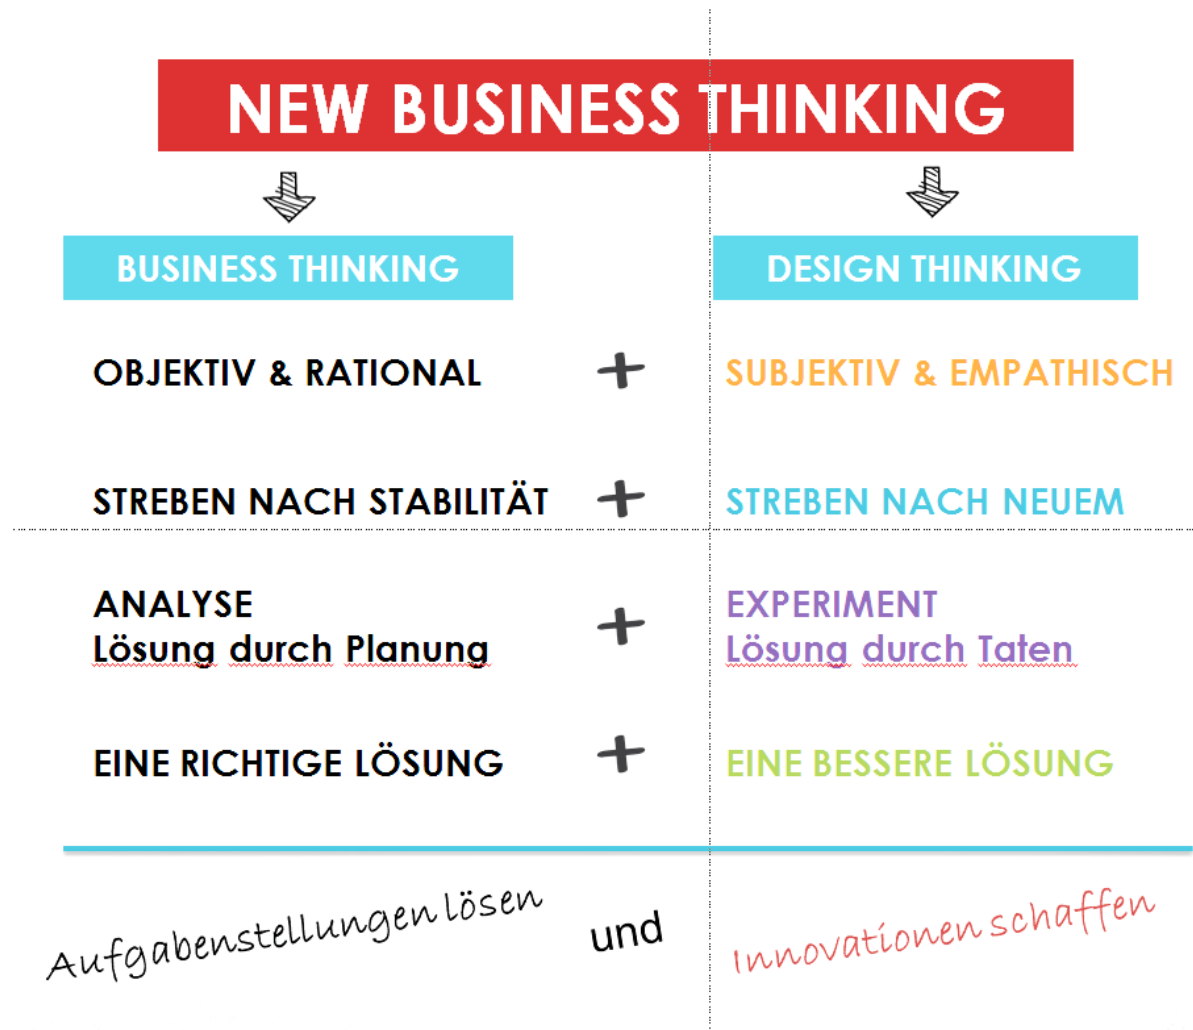 NEW BUSINESS THINKING
BUSINESS THINKING
DESIGN THINKING
OBJEKTIV & RATIONAL + SUBJEKTIV & EMPATHISCH
STREBEN NACH STABILITÄT + STREBEN NACH NEUEM
ANALYSE
Lösung durch Planung
+
EXPERIMENT
Lösung durch Taten
EINE RICHTIGE LÖSUNG + EINE BESSERE LÖSUNG
Aufgabenstellungen lösen und Innovationen schaffen